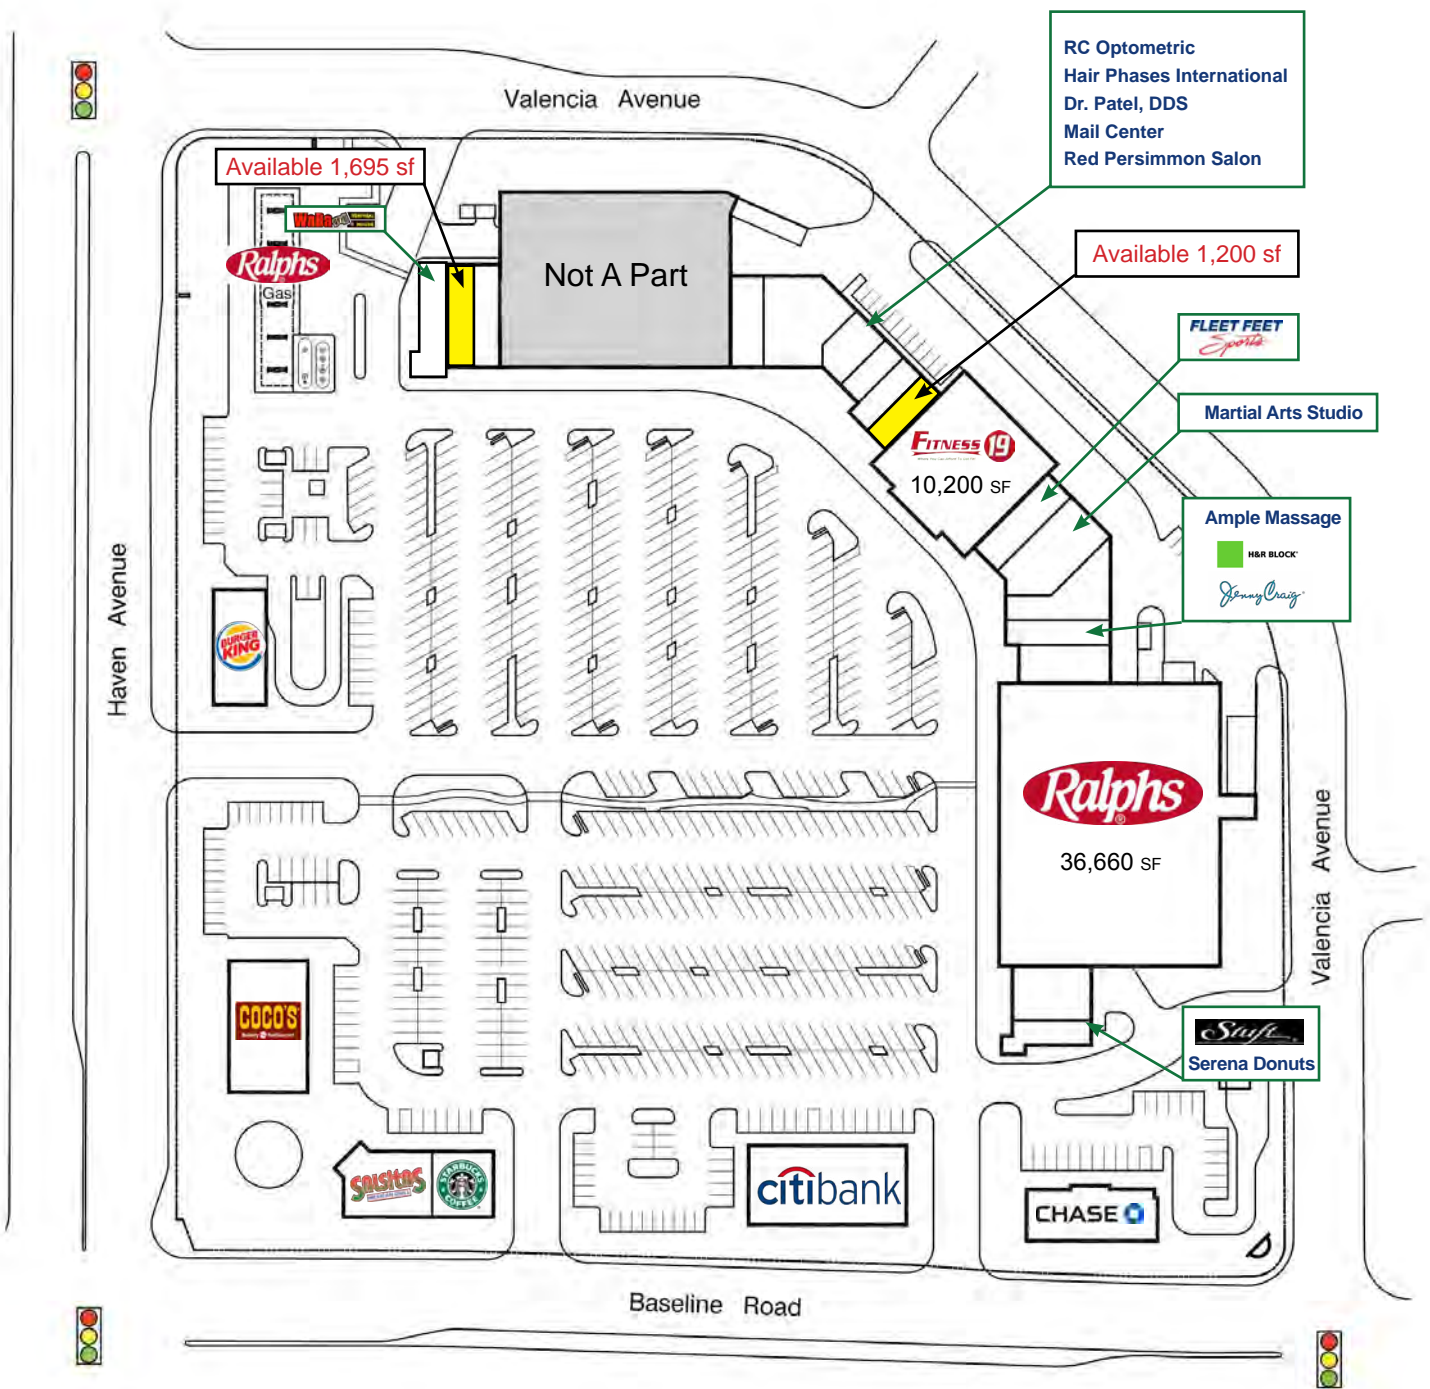 RC Optometric
Hair Phases International
Dr. Patel, DDS
Mail Center
Red Persimmon Salon
Valencia Avenue
Available 1,695 sf
WaBa
Ralphs
Gas
Not A Part
Available 1,200 sf
FLEET FEET
Sports
Martial Arts Studio
FITNESS 19
10,200 SF
Ample Massage
H&R BLOCK
Jenny Craig
Haven Avenue
BURGER
KING
Ralphs
36,660 SF
Valencia Avenue
COCO'S
Stuft
Serena Donuts
SALSITAS
STARBUCKS
COFFEE
citibank
CHASE
Baseline Road